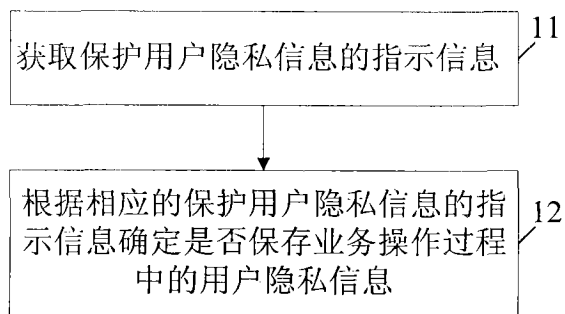 获取保护用户隐私信息的指示信息
11
根据相应的保护用户隐私信息的指
示信息确定是否保存业务操作过程
中的用户隐私信息
12